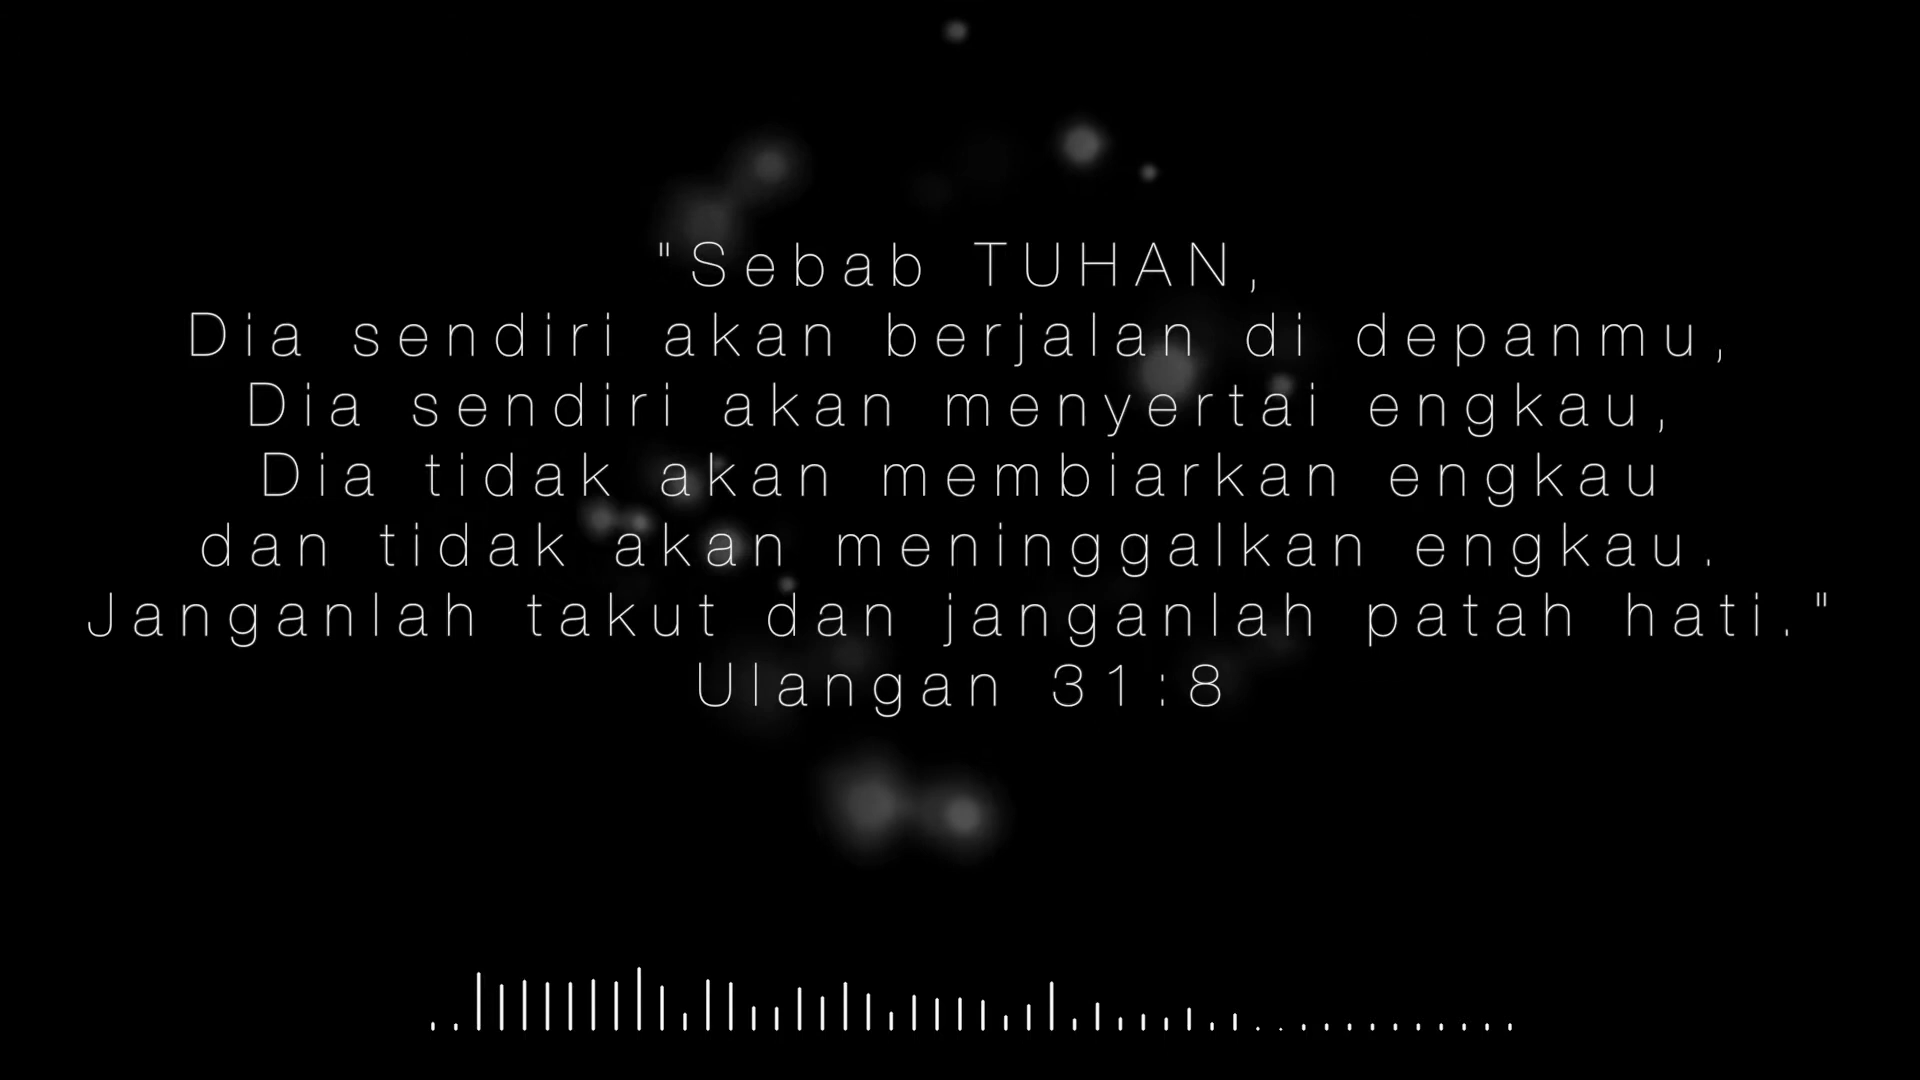 "Sebab TUHAN,
Dia sendiri akan berjalan di depanmu,
Dia sendiri akan menyertai engkau,
Dia tidak akan membiarkan engkau
dan tidak akan meninggalkan engkau.
Janganlah takut dan janganlah patah hati."
Ulangan 31:8